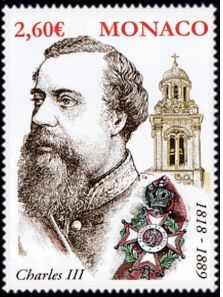 2,60€ MONACO
Charles III
1818 - 1889